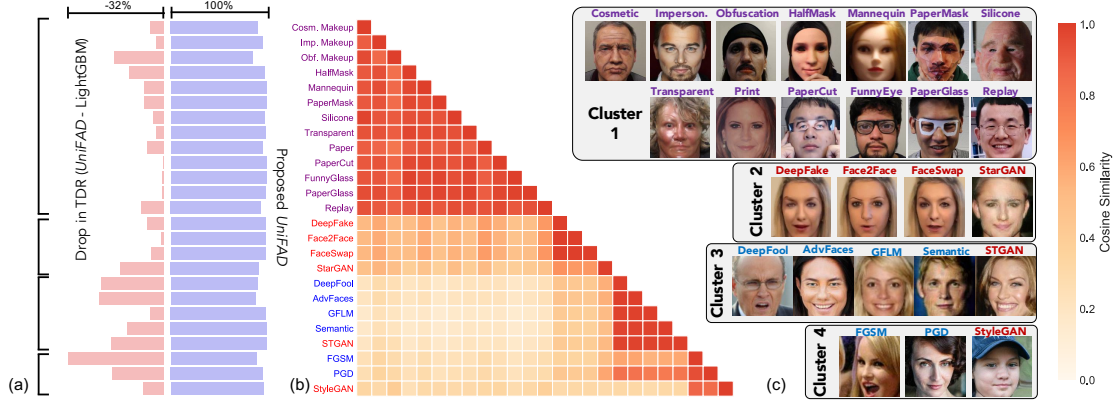 -32%
100%
Drop in TDR (UniFAD - LightGBM)
Proposed UniFAD
Cosm. Makeup
Imp. Makeup
Obf. Makeup
HalfMask
Mannequin
PaperMask
Silicone
Transparent
Paper
PaperCut
FunnyGlass
PaperGlass
Replay
DeepFake
Face2Face
FaceSwap
StarGAN
DeepFool
AdvFaces
GFLM
Semantic
STGAN
FGSM
PGD
StyleGAN
(a)
(b)
(c)
Cosmetic Imperson. Obfuscation HalfMask Mannequin PaperMask Silicone
Cluster 1
Transparent Print PaperCut FunnyEye PaperGlass Replay
Cluster 2
DeepFake Face2Face FaceSwap StarGAN
Cluster 3
DeepFool AdvFaces GFLM Semantic STGAN
Cluster 4
FGSM PGD StyleGAN
1.0
0.8
0.6
0.4
0.2
0.0
Cosine Similarity